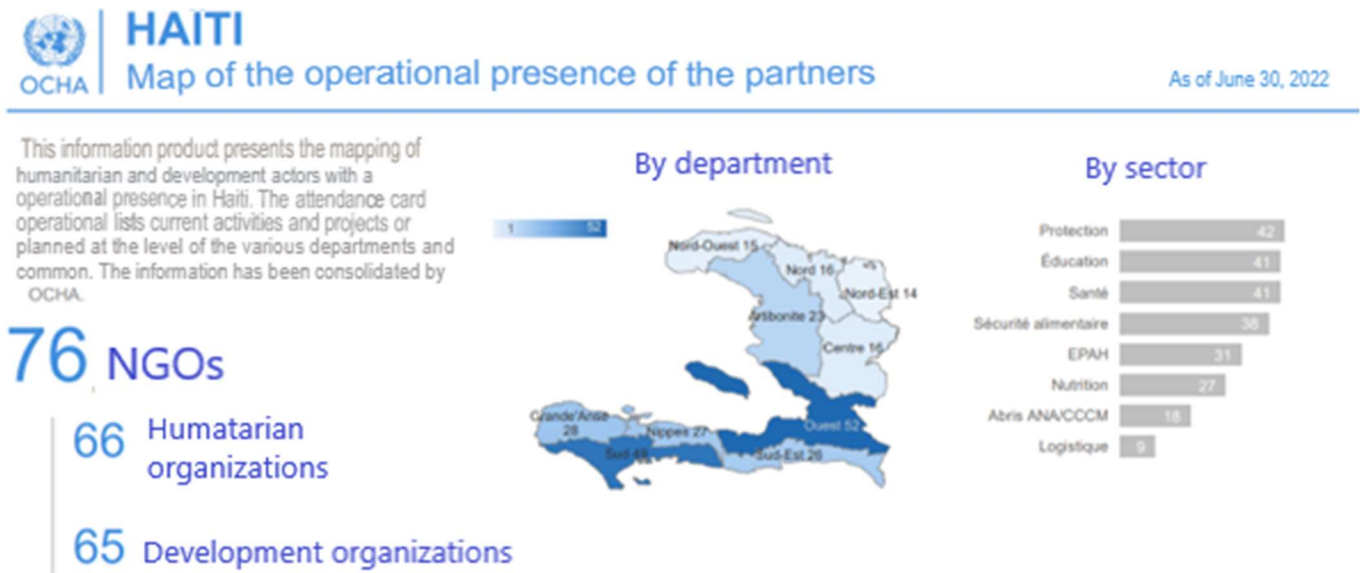 HAÏTI
Map of the operational presence of the partners
OCHA
As of June 30, 2022
This information product presents the mapping of
humanitarian and development actors with a
operational presence in Haiti. The attendance card
operational lists current activities and projects or
planned at the level of the various departments and
common. The information has been consolidated by
OCHA.
76 NGOs
66 Humatarian
organizations
65 Development organizations
By department
1 52
Nord-Ouest 15
Nord 16
Nord-Est 14
Artibonite 23
Centre 16
Grande'Anse
28
Nippes 27
Ouest 52
Sud 49
Sud-Est 26
By sector
Protection 42
Éducation 41
Santé 41
Sécurité alimentaire 38
EPAH 31
Nutrition 27
Abris ANA/CCCM 18
Logistique 9